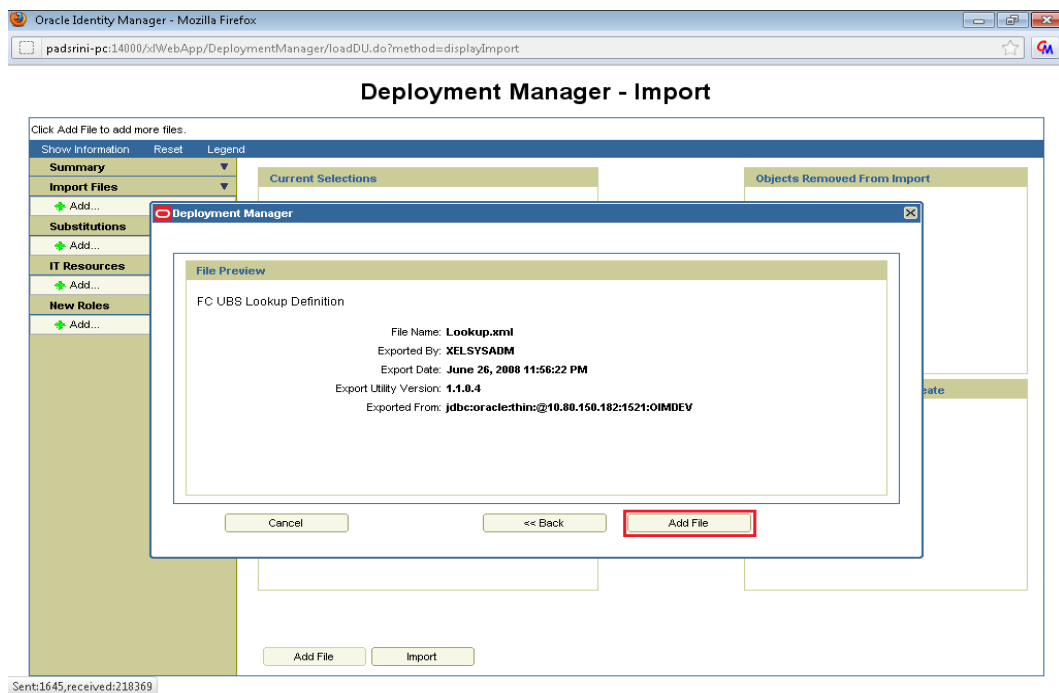 Oracle Identity Manager - Mozilla Firefox
padsrini-pc:14000/xlWebApp/DeploymentManager/loadDU.do?method=displayImport
Deployment Manager - Import
Click Add File to add more files.
Show Information Reset Legend
Summary
Import Files
Add...
Substitutions
Add...
IT Resources
Add...
New Roles
Add...
Current Selections
Objects Removed From Import
eate
Deployment Manager
File Preview
FC UBS Lookup Definition
File Name: Lookup.xml
Exported By: XELSYSADM
Export Date: June 26, 2008 11:56:22 PM
Export Utility Version: 1.1.0.4
Exported From: jdbc:oracle:thin:@10.80.150.182:1521:OIMDEV
Cancel << Back Add File
Add File Import
Sent:1645,received:218369